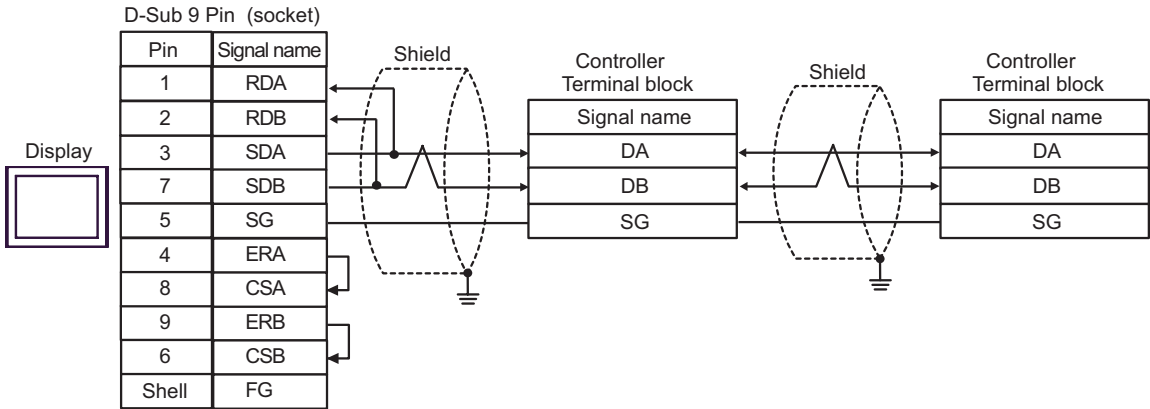 D-Sub 9 Pin (socket)
Pin Signal name
1 RDA
2 RDB
3 SDA
7 SDB
5 SG
4 ERA
8 CSA
9 ERB
6 CSB
Shell FG
Display
Shield
Controller
Terminal block
Signal name
DA
DB
SG
Shield
Controller
Terminal block
Signal name
DA
DB
SG